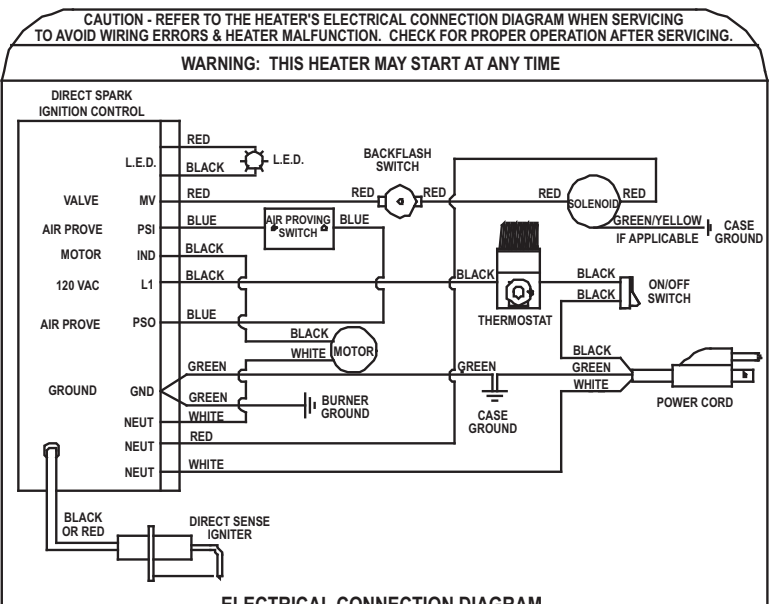 CAUTION - REFER TO THE HEATER'S ELECTRICAL CONNECTION DIAGRAM WHEN SERVICING
TO AVOID WIRING ERRORS & HEATER MALFUNCTION. CHECK FOR PROPER OPERATION AFTER SERVICING.
WARNING: THIS HEATER MAY START AT ANY TIME
DIRECT SPARK
IGNITION CONTROL
RED
L.E.D.
L.E.D.
BLACK
BACKFLASH
SWITCH
VALVE MV
RED
RED
RED
RED
SOLENOID
RED
AIR PROVE PSI
BLUE
AIR PROVING
SWITCH
BLUE
GREEN/YELLOW
IF APPLICABLE
CASE
GROUND
MOTOR IND
BLACK
120 VAC L1
BLACK
BLACK
THERMOSTAT
BLACK
BLACK
ON/OFF
SWITCH
AIR PROVE PSO
BLUE
BLACK
WHITE
MOTOR
BLACK
GREEN
WHITE
POWER CORD
GREEN
GREEN
GROUND GND
GREEN
BURNER
GROUND
CASE
GROUND
NEUT
WHITE
NEUT
RED
NEUT
WHITE
BLACK
OR RED
DIRECT SENSE
IGNITER
ELECTRICAL CONNECTION DIAGRAM